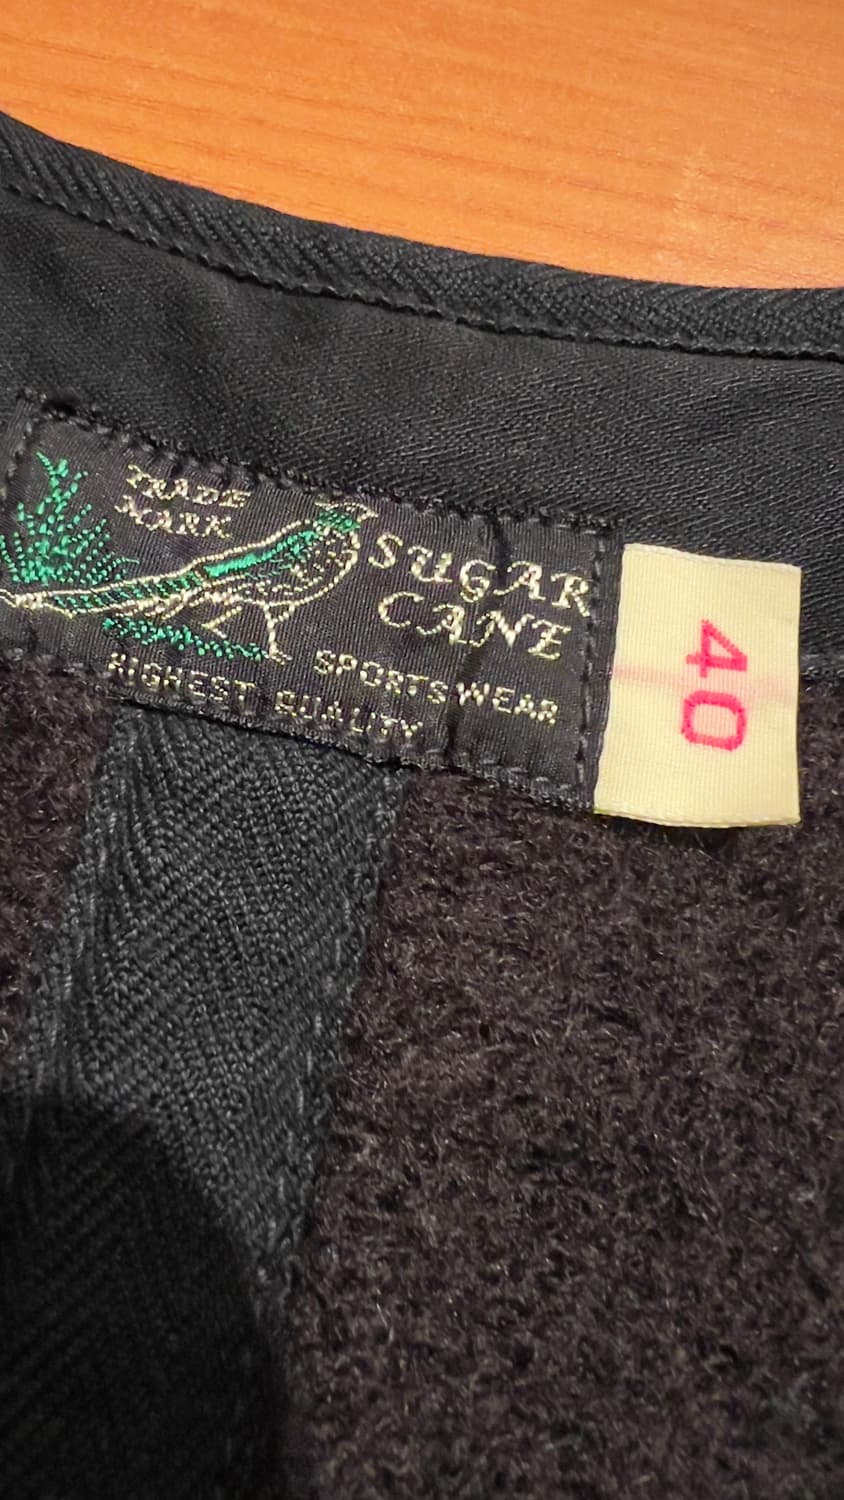 TRADE
MARK
SUGAR
CANE
SPORTSWEAR
HIGHEST QUALITY
40